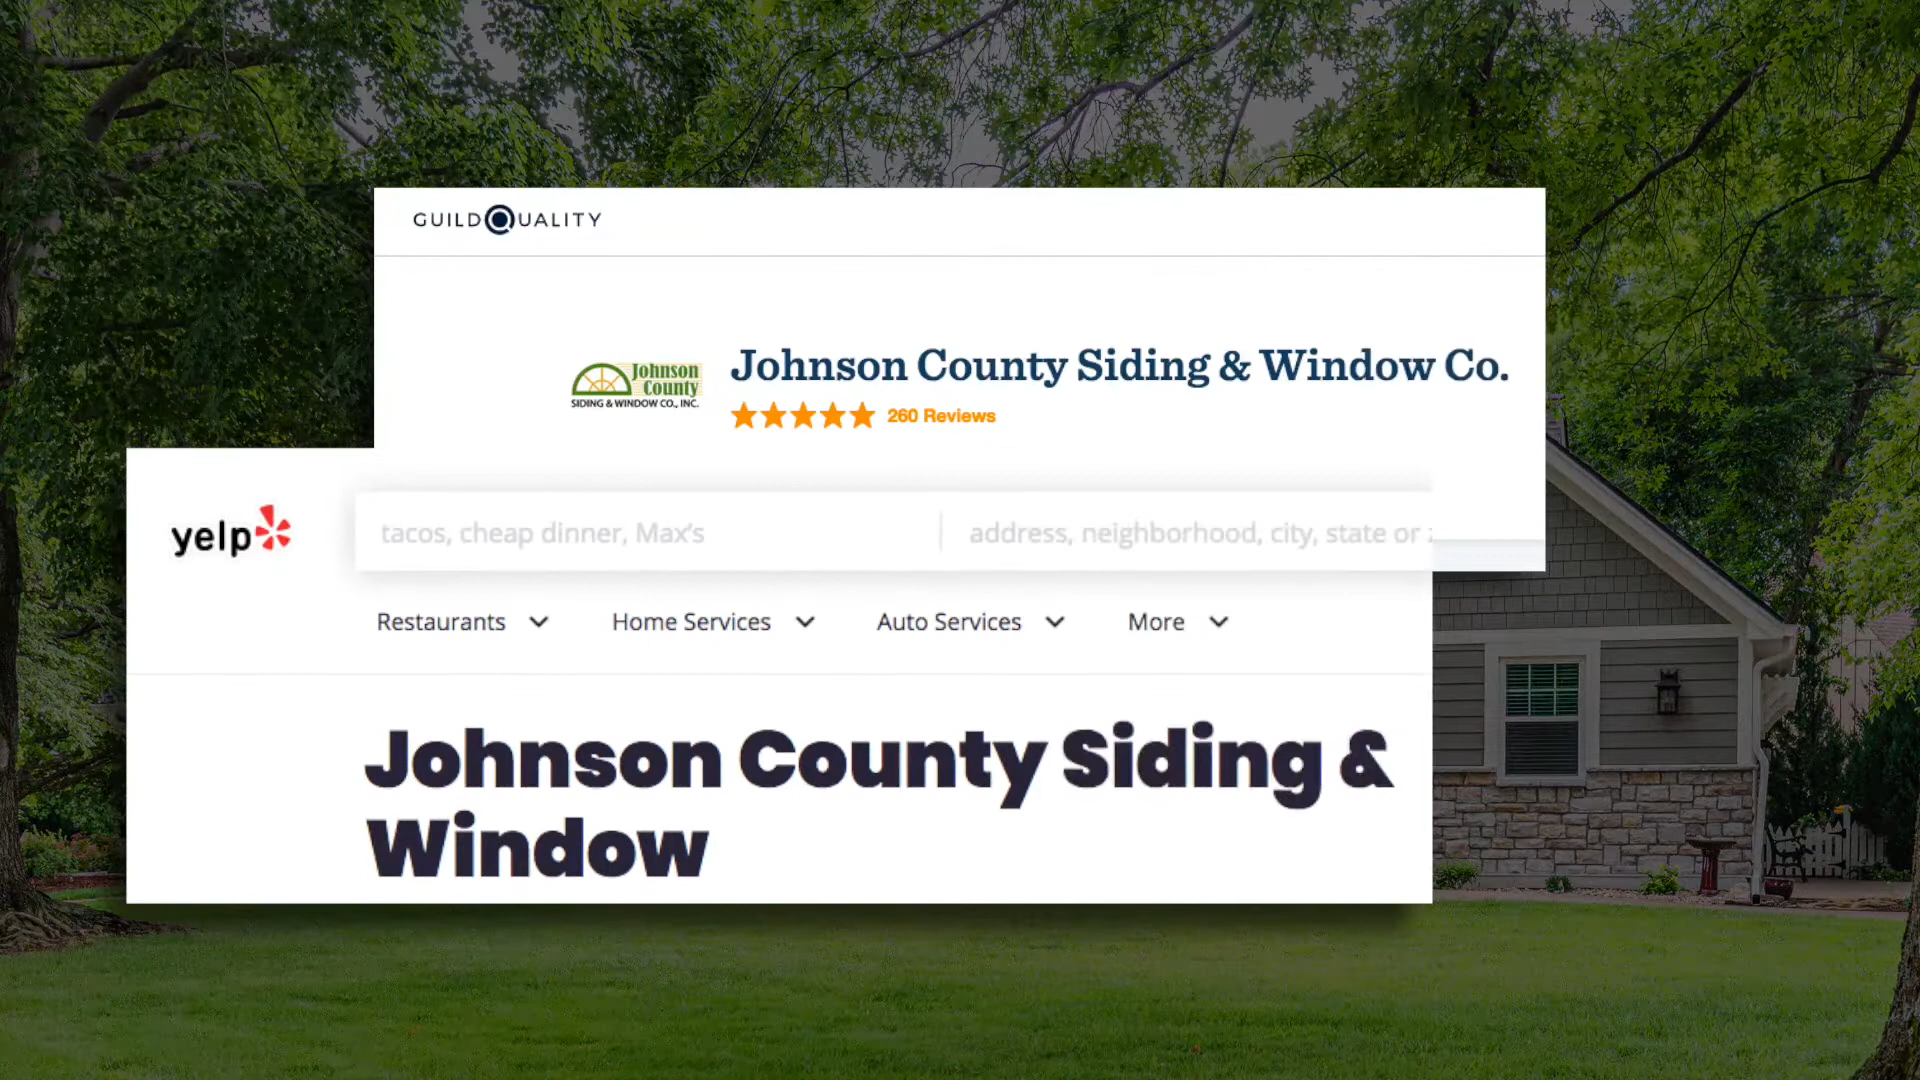 GUILDQUALITY
Johnson
County
SIDING & WINDOW CO., INC.
Johnson County Siding & Window Co.
260 Reviews
yelp
tacos, cheap dinner, Max's
address, neighborhood, city, state or
Restaurants
Home Services
Auto Services
More
Johnson County Siding &
Window